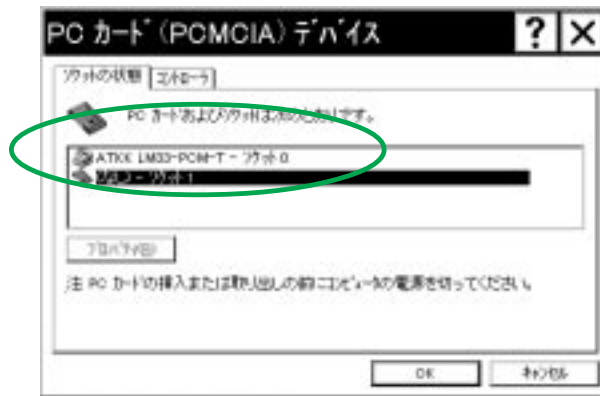 PC カード (PCMCIA) デバイス
ソケットの状態 コントローラ
PC カードおよびソケットは次のとおりです。
ATKK LM33-PCM-T - ソケット 0
- ソケット 1
プロパティ(R)
注 PC カードの挿入または取り出しの前にコンピュータの電源を切ってください。
OK キャンセル